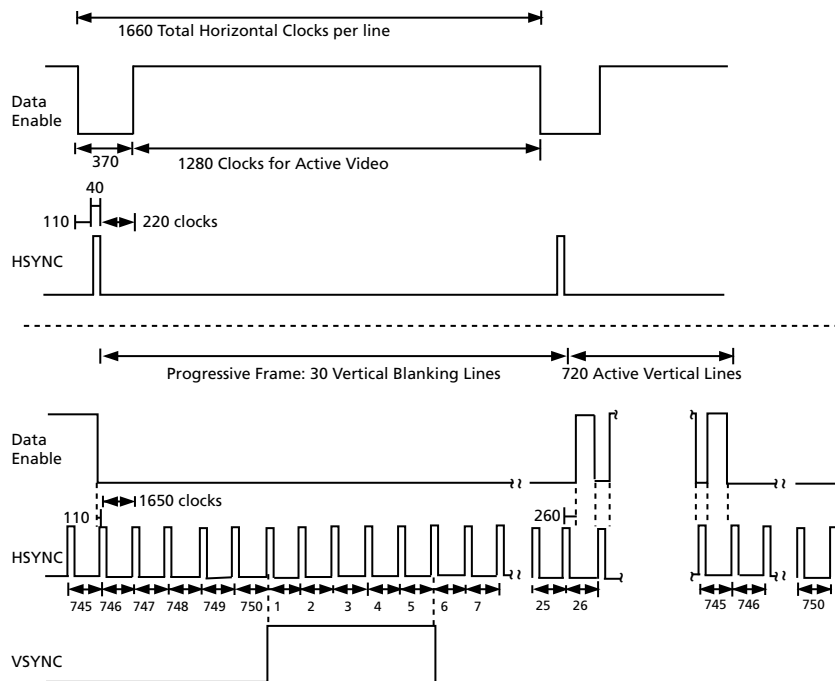 1660 Total Horizontal Clocks per line
Data
Enable
370
1280 Clocks for Active Video
40
110
220 clocks
HSYNC
Progressive Frame: 30 Vertical Blanking Lines
720 Active Vertical Lines
Data
Enable
110
1650 clocks
260
HSYNC
745 746 747 748 749 750 1 2 3 4 5 6 7 25 26 745 746 750
VSYNC